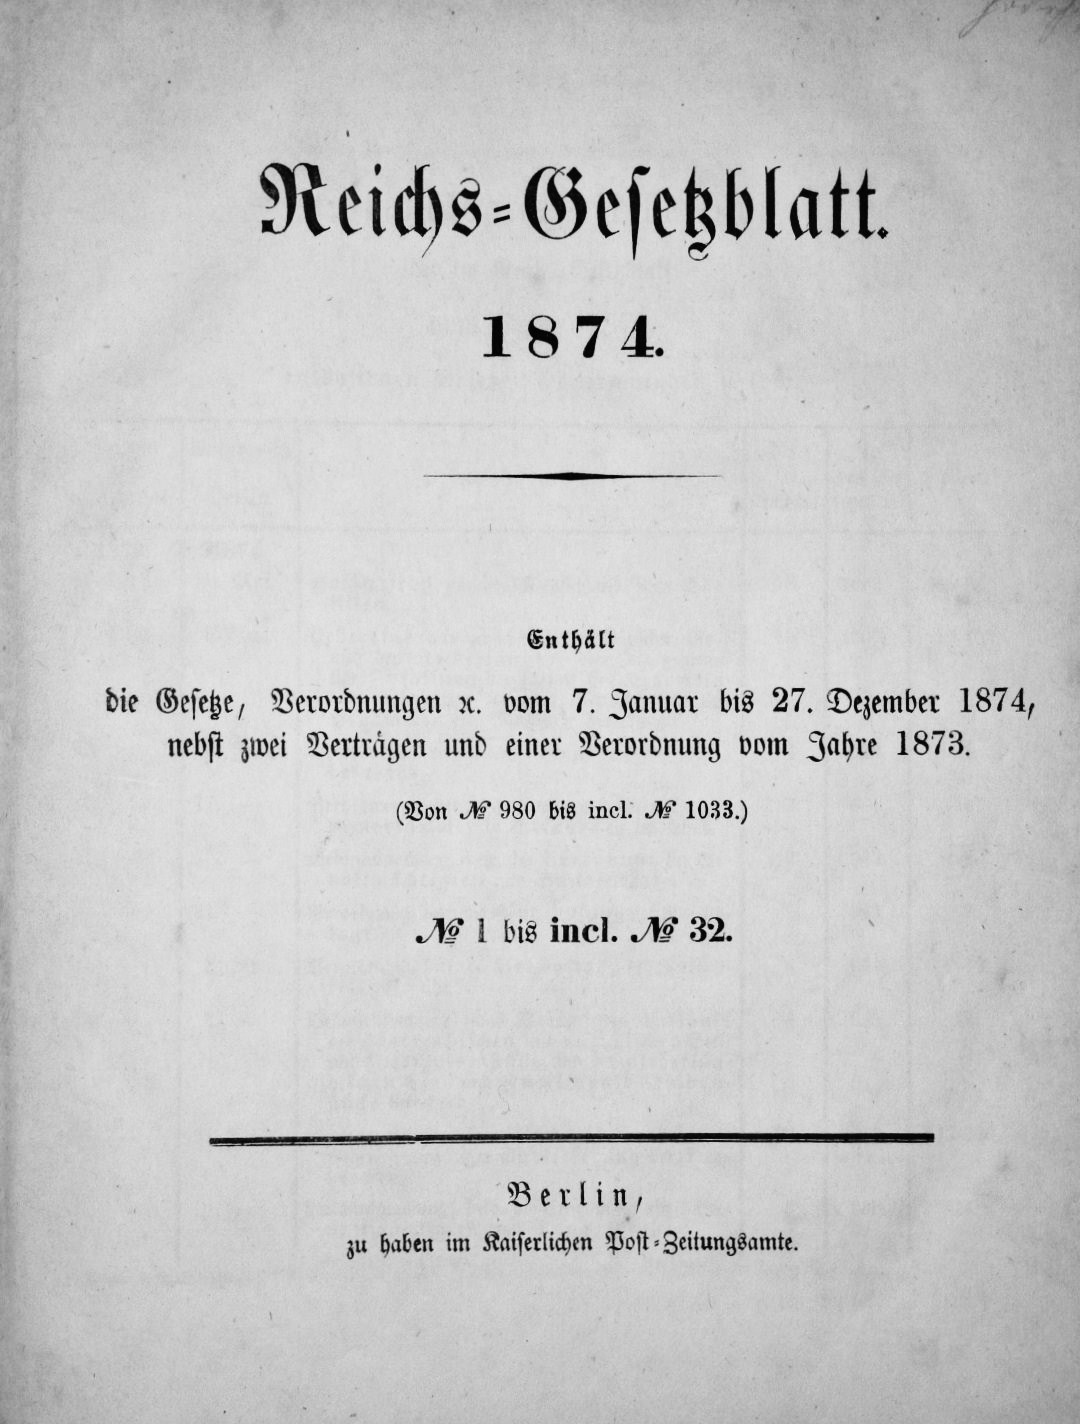 Reichs-Gesetzblatt.
1874.
Enthält
die Gesetze, Verordnungen ꝛc. vom 7. Januar bis 27. Dezember 1874,
nebst zwei Verträgen und einer Verordnung vom Jahre 1873.
(Von № 980 bis incl. № 1033.)
№ 1 bis incl. № 32.
Berlin,
zu haben im Kaiserlichen Post-Zeitungsamte.